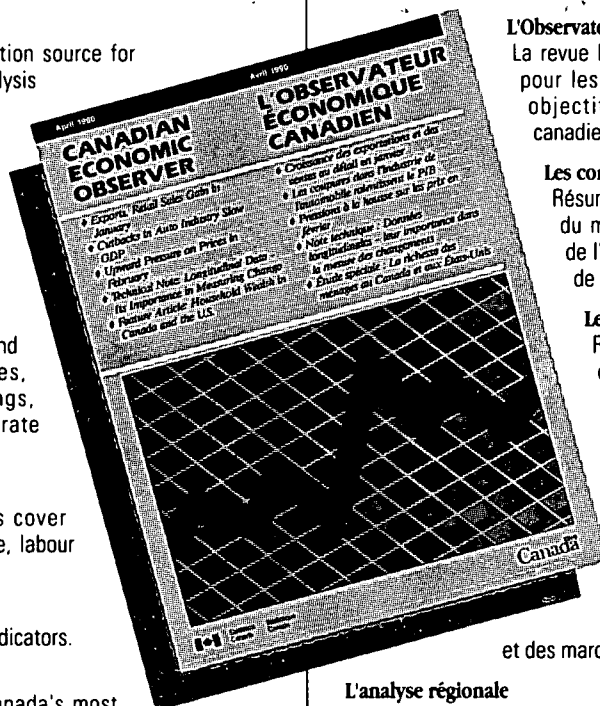 tion source for
lysis
nd
es,
ngs,
rate
s cover
e, labour
dicators.
anada's most
April 1990
CANADIAN
ECONOMIC
OBSERVER
♦ Exports, Retail Sales Gain In
January
♦ Cutbacks In Auto Industry Slow
GDP
♦ Upward Pressure on Prices In
February
♦ Technical Note: Longitudinal Data -
Its Importance in Measuring Change
♦ Feature Article: Household Wealth In
Canada and the U.S.
Avril 1990
L'OBSERVATEUR
ÉCONOMIQUE
CANADIEN
♦ Croissance des exportations et des
ventes au détail en janvier
♦ Les coupures dans l'industrie de
l'automobile ralentissent le PIB
♦ Pressions à la hausse sur les prix en
février
♦ Note technique - Données
longitudinales - leur importance dans
la mesure des changements
♦ Étude spéciale - La richesse des
ménages au Canada et aux États-Unis
Canada
L'Observate
La revue l
pour les
objectif
canadie
Les con
Résur
du m
de l'
de
Le
F
et des marc
L'analyse régionale